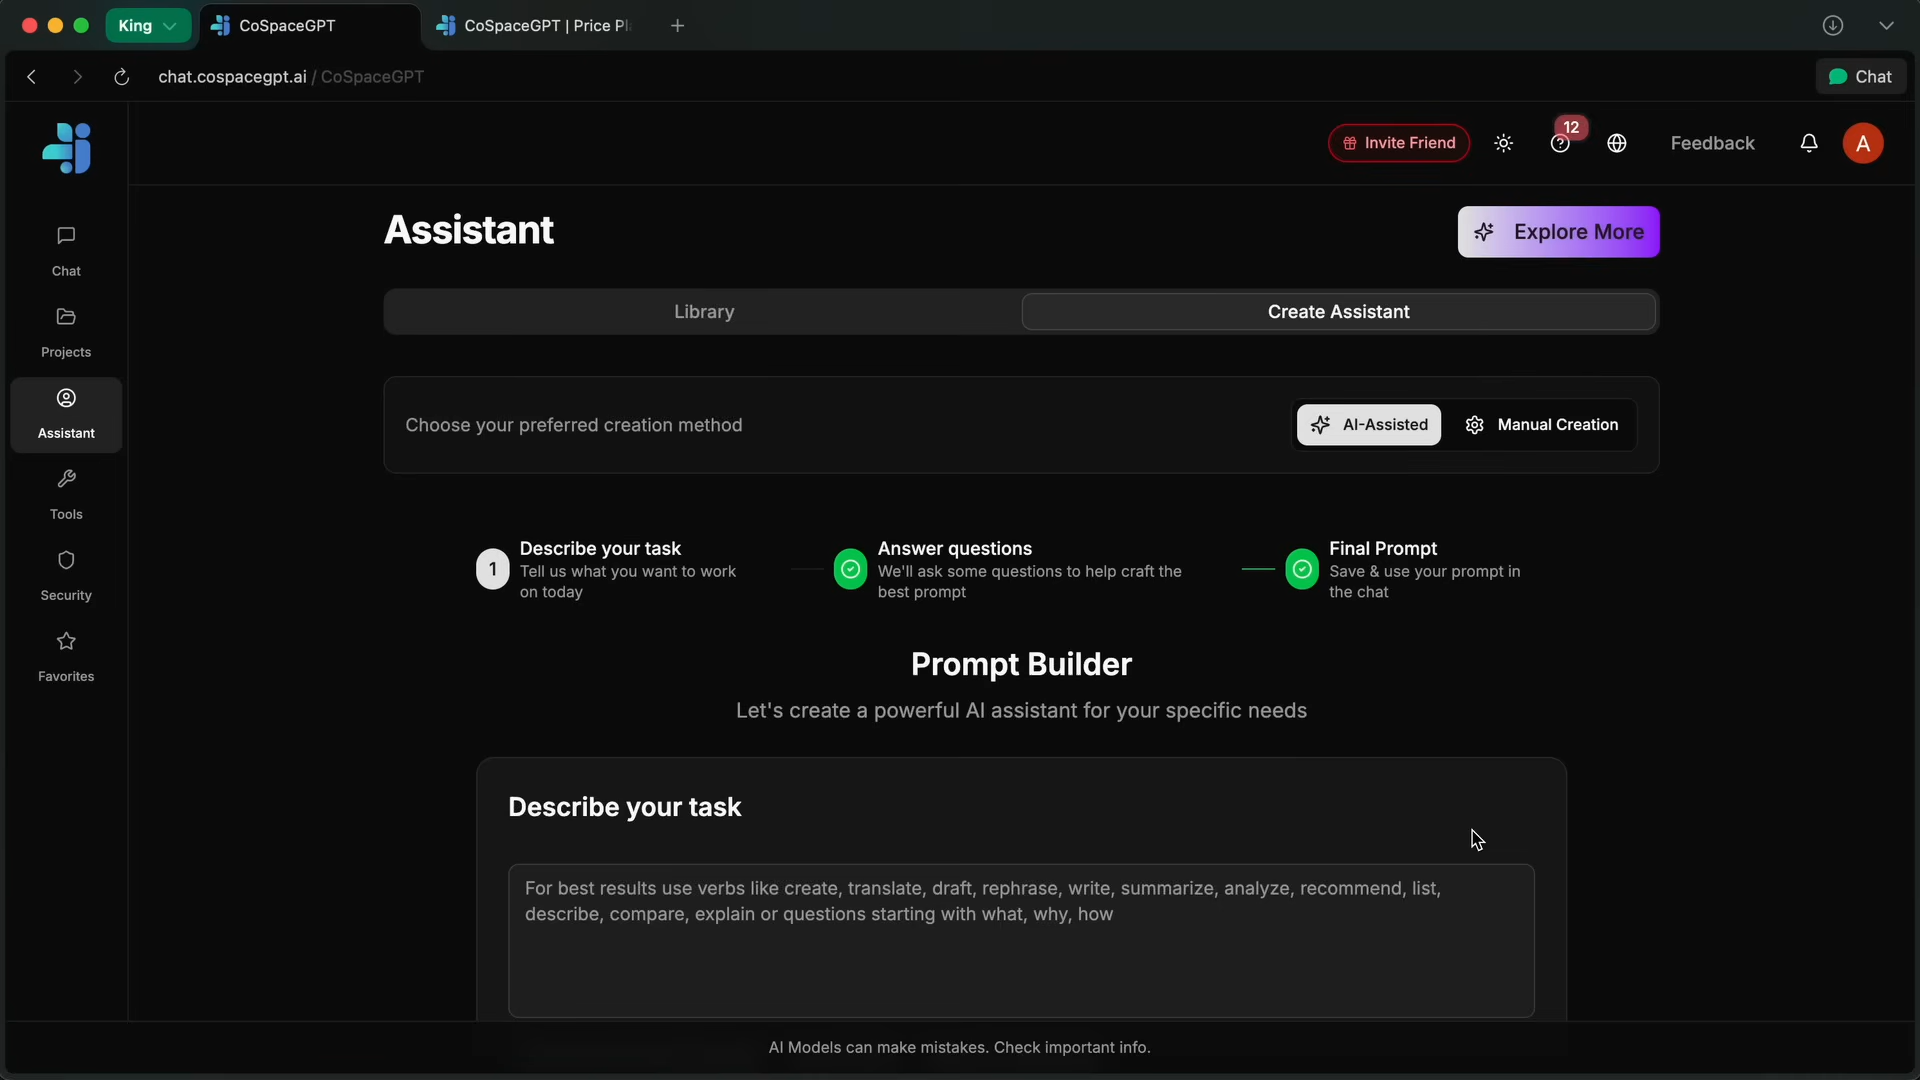 King
CoSpaceGPT
CoSpaceGPT | Price Pl
chat.cospacegpt.ai / CoSpaceGPT
Chat
Invite Friend
12
Feedback
A
Chat
Projects
Assistant
Tools
Security
Favorites
Assistant
Explore More
Library
Create Assistant
Choose your preferred creation method
AI-Assisted
Manual Creation
1
Describe your task
Tell us what you want to work
on today
Answer questions
We'll ask some questions to help craft the
best prompt
Final Prompt
Save & use your prompt in
the chat
Prompt Builder
Let's create a powerful AI assistant for your specific needs
Describe your task
For best results use verbs like create, translate, draft, rephrase, write, summarize, analyze, recommend, list,
describe, compare, explain or questions starting with what, why, how
AI Models can make mistakes. Check important info.